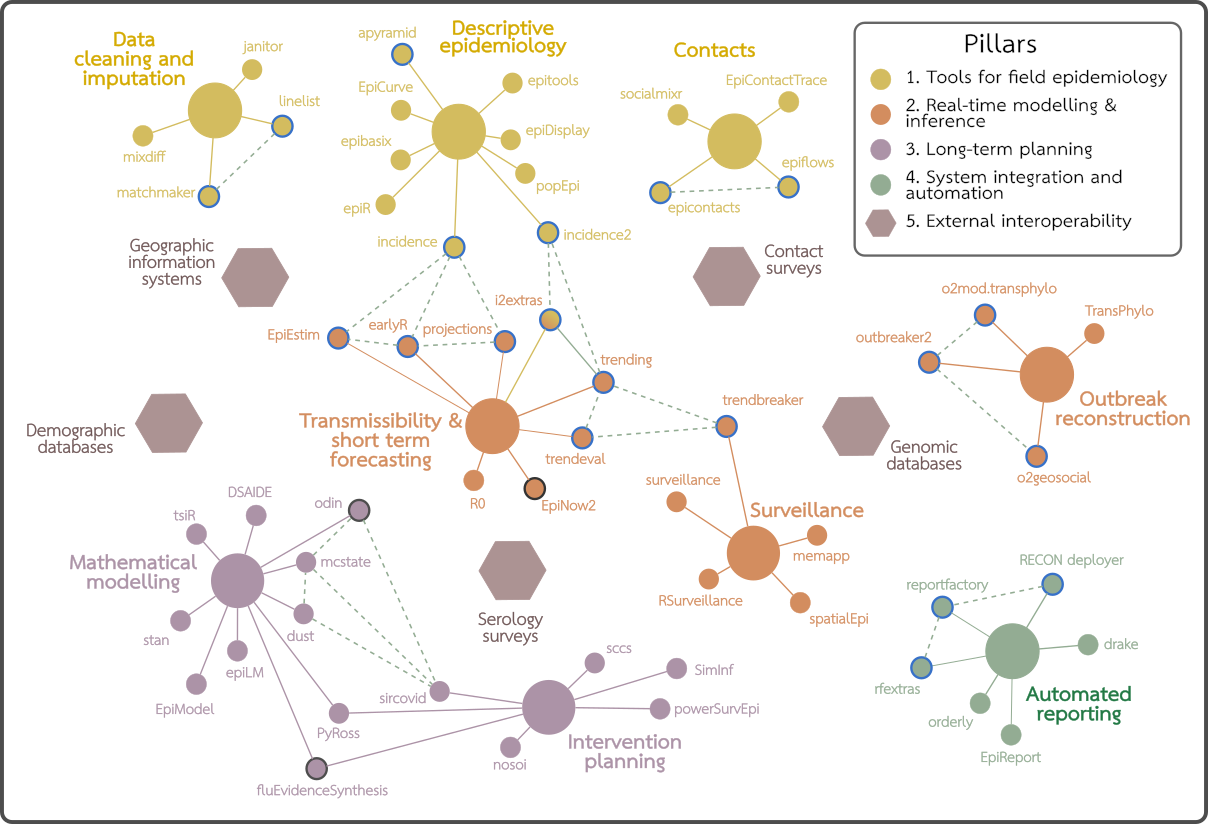 Data
cleaning and
imputation
janitor
linelist
mixdiff
matchmaker
Descriptive
epidemiology
apyramid
EpiCurve
epitools
epibasix
epiDisplay
popEpi
epiR
incidence
incidence2
Contacts
socialmixr
EpiContactTrace
epiflows
epicontacts
Pillars
1. Tools for field epidemiology
2. Real-time modelling &
inference
3. Long-term planning
4. System integration and
automation
5. External interoperability
Geographic
information
systems
Contact
surveys
i2extras
EpiEstim
earlyR
projections
trending
Transmissibility &
short term
forecasting
trendeval
R0
EpiNow2
trendbreaker
o2mod.transphylo
TransPhylo
outbreaker2
Outbreak
reconstruction
o2geosocial
Demographic
databases
Genomic
databases
surveillance
Surveillance
memapp
RSurveillance
spatialEpi
DSAIDE
odin
tsiR
Mathematical
modelling
mcstate
dust
stan
epiLM
EpiModel
PyRoss
fluEvidenceSynthesis
Serology
surveys
sircovid
sccs
SimInf
powerSurvEpi
Intervention
planning
nosoi
RECON deployer
reportfactory
drake
rfextras
Automated
reporting
orderly
EpiReport